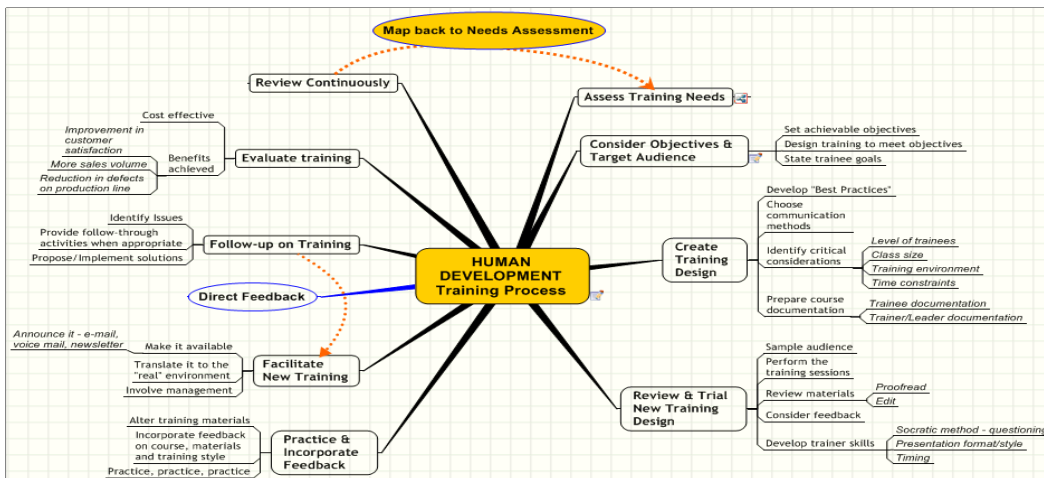 Map back to Needs Assessment
Review Continuously
Assess Training Needs
Cost effective
Improvement in
customer
satisfaction
More sales volume
Reduction in defects
on production line
Benefits
achieved
Evaluate training
Consider Objectives &
Target Audience
Set achievable objectives
Design training to meet objectives
State trainee goals
Identify Issues
Provide follow-through
activities when appropriate
Propose/Implement solutions
Follow-up on Training
Direct Feedback
HUMAN
DEVELOPMENT
Training Process
Create
Training
Design
Develop "Best Practices"
Choose
communication
methods
Identify critical
considerations
Level of trainees
Class size
Training environment
Time constraints
Prepare course
documentation
Trainee documentation
Trainer/Leader documentation
Announce it - e-mail,
voice mail, newsletter
Make it available
Translate it to the
"real" environment
Involve management
Facilitate
New Training
Alter training materials
Incorporate feedback
on course, materials
and training style
Practice, practice, practice
Practice &
Incorporate
Feedback
Review & Trial
New Training
Design
Sample audience
Perform the
training sessions
Review materials
Proofread
Edit
Consider feedback
Develop trainer skills
Socratic method - questioning
Presentation format/style
Timing